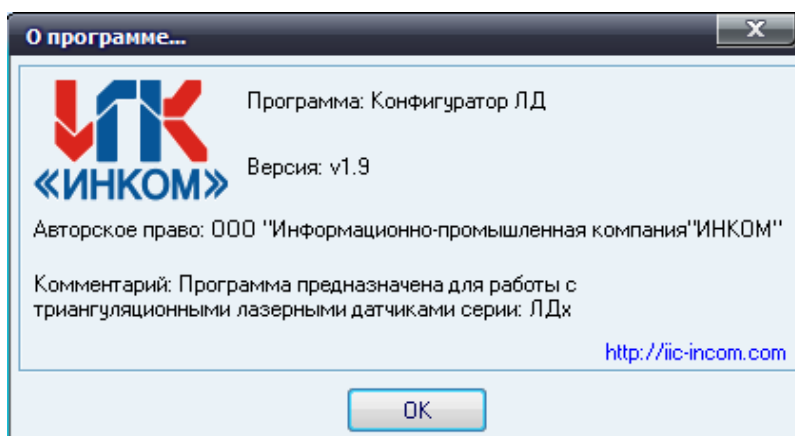 О программе...
x
ИПК
«ИНКОМ»
Программа: Конфигуратор ЛД
Версия: v1.9
Авторское право: ООО "Информационно-промышленная компания"ИНКОМ"
Комментарий: Программа предназначена для работы с
триангуляционными лазерными датчиками серии: ЛДх
http://iic-incom.com
OK